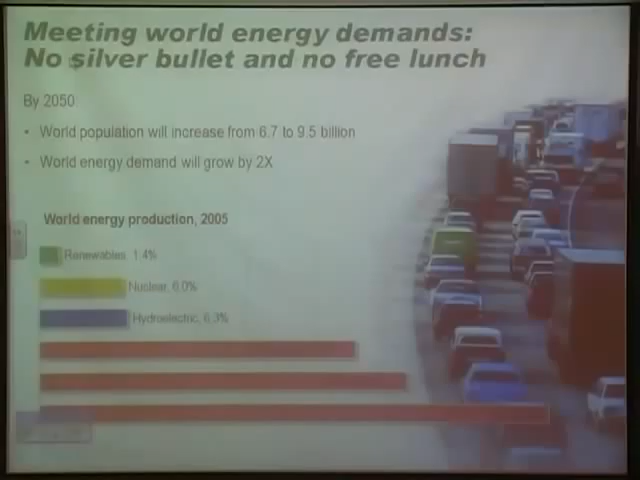 Meeting world energy demands:
No silver bullet and no free lunch
By 2050
• World population will increase from 6.7 to 9.5 billion
• World energy demand will grow by 2X
World energy production, 2005
Renewables, 1.4%
Nuclear, 6.0%
Hydroelectric, 6.3%